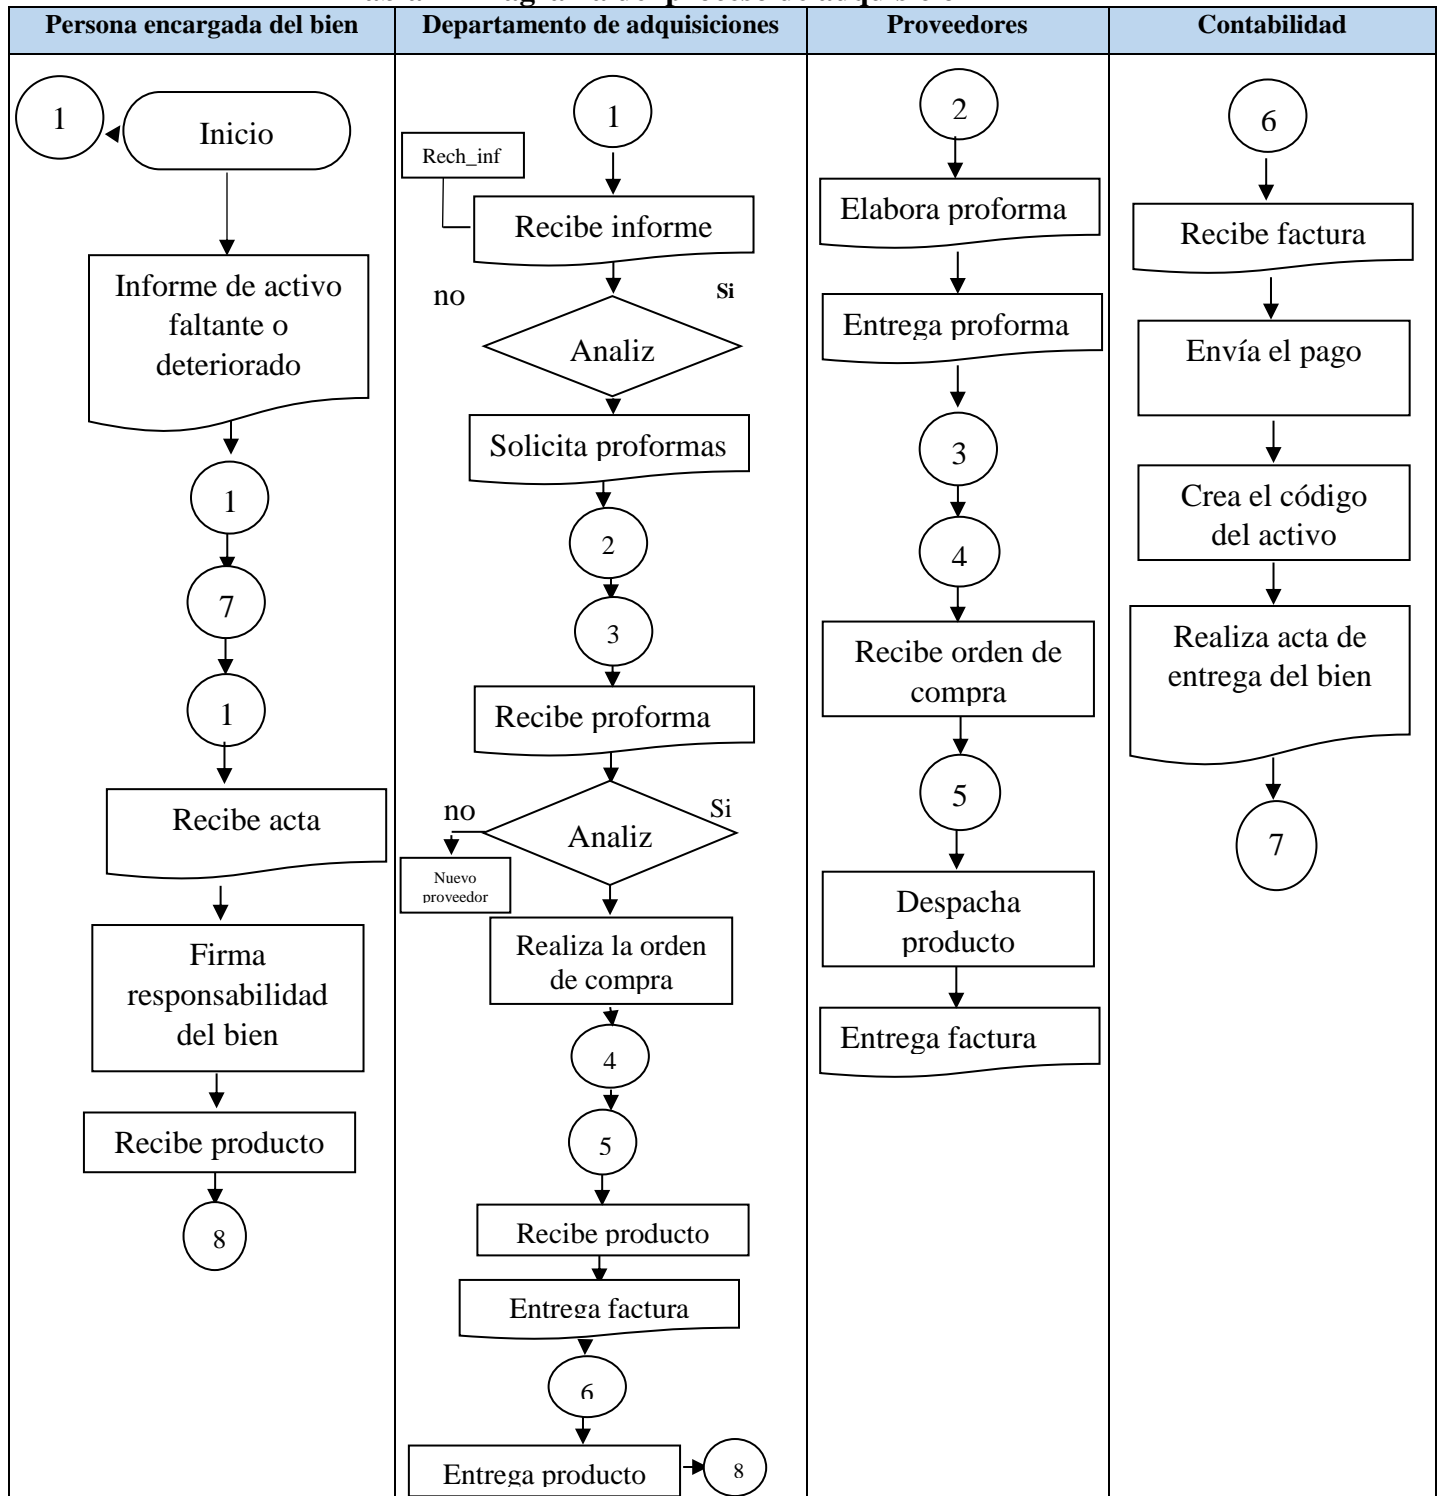 Persona encargada del bien
Departamento de adquisiciones
Proveedores
Contabilidad
1
Inicio
Informe de activo
faltante o
deteriorado
1
7
1
Recibe acta
Firma
responsabilidad
del bien
Recibe producto
8
1
Rech_inf
Recibe informe
no
Si
Analiz
Solicita proformas
2
3
Recibe proforma
no
Si
Analiz
Nuevo
proveedor
Realiza la orden
de compra
4
5
Recibe producto
Entrega factura
6
Entrega producto
8
2
Elabora proforma
Entrega proforma
3
4
Recibe orden de
compra
5
Despacha
producto
Entrega factura
6
Recibe factura
Envía el pago
Crea el código
del activo
Realiza acta de
entrega del bien
7